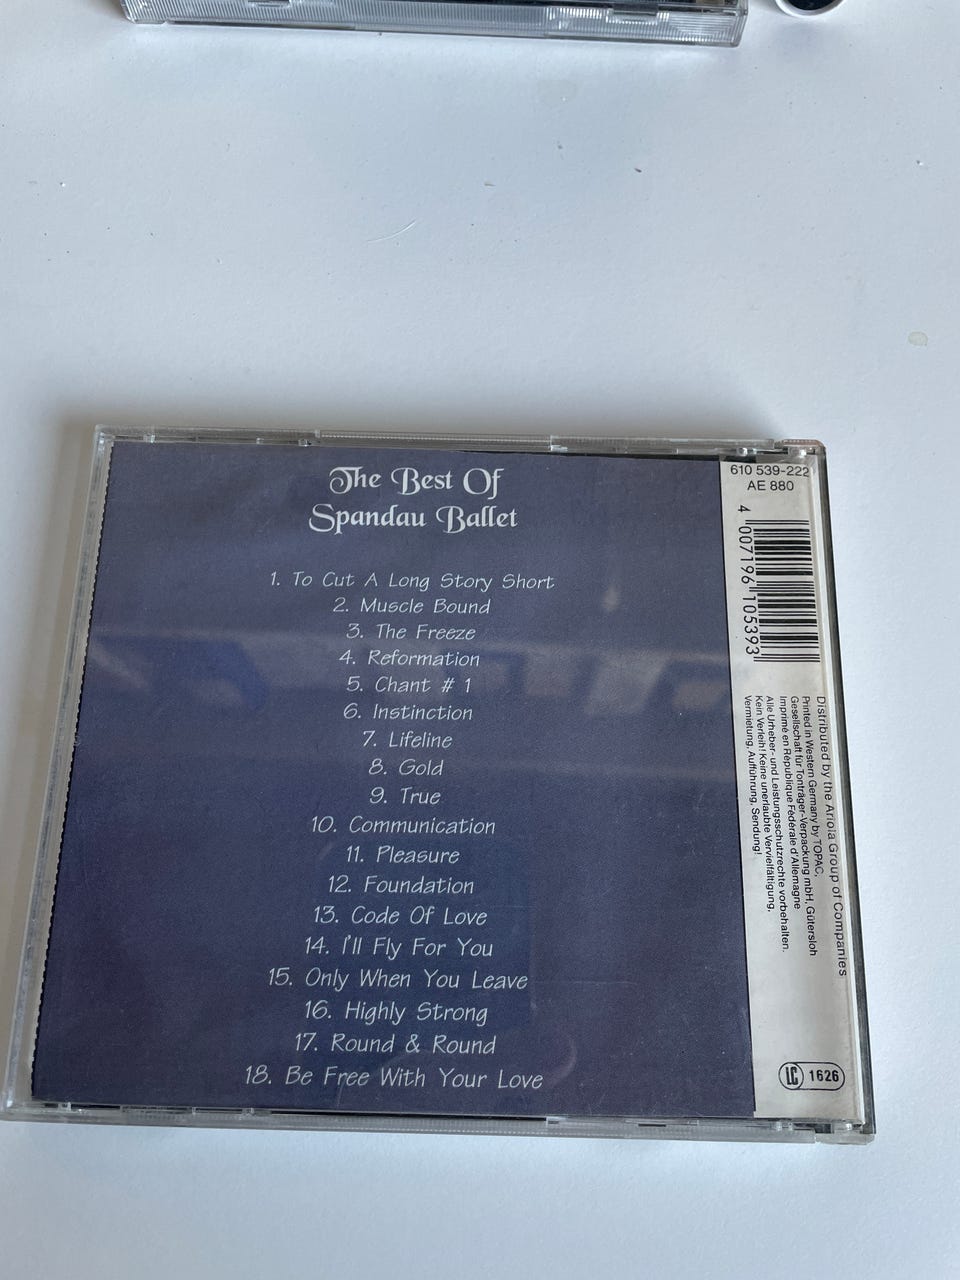 The Best Of
Spandau Ballet
1. To Cut A Long Story Short
2. Muscle Bound
3. The Freeze
4. Reformation
5. Chant # 1
6. Instinction
7. Lifeline
8. Gold
9. True
10. Communication
11. Pleasure
12. Foundation
13. Code Of Love
14. I'll Fly For You
15. Only When You Leave
16. Highly Strong
17. Round & Round
18. Be Free With Your Love
610 539-222
AE 880
4 007196 105393
Distributed by the Ariola Group of Companies
Printed in Western Germany by TOPAC,
Gesellschaft für Tonträger-Verpackung mbH, Gütersloh
Imprimé en République Fédérale d'Allemagne
Alle Urheber- und Leistungsschutzrechte vorbehalten.
Kein Verleih! Keine unerlaubte Vervielfältigung,
Vermietung, Aufführung, Sendung!
LC 1626